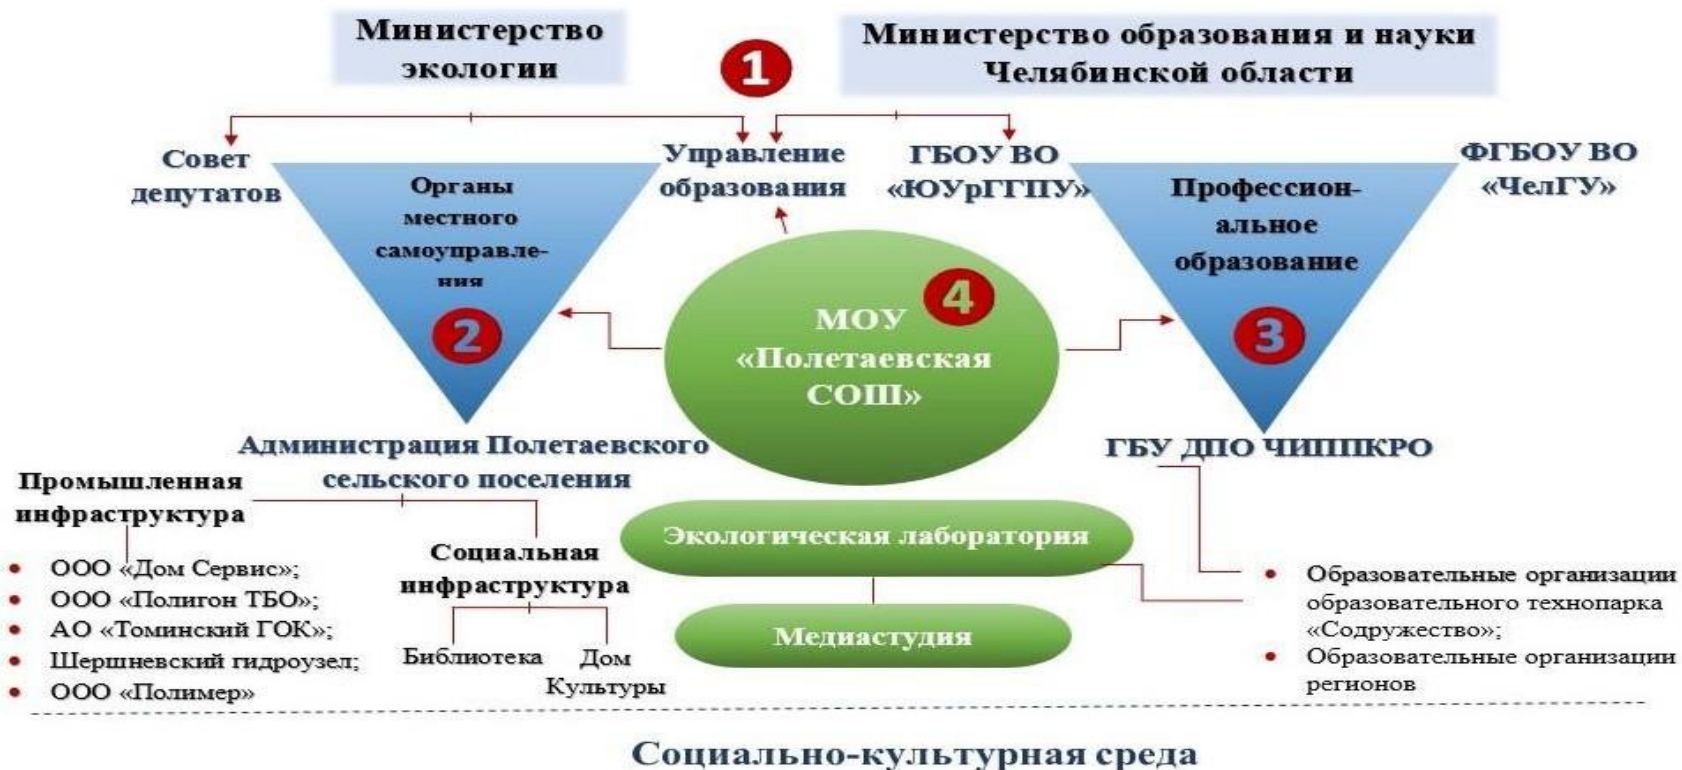 Министерство
экологии
1
Министерство образования и науки
Челябинской области
Совет
депутатов
Органы
местного
самоуправле-
ния
2
Управление
образования
ГБОУ ВО
«ЮУрГГПУ»
Профессион-
альное
образование
3
ФГБОУ ВО
«ЧелГУ»
4
МОУ
«Полетаевская
СОШ»
Администрация Полетаевского
сельского поселения
ГБУ ДПО ЧИППКРО
Промышленная
инфраструктура
• ООО «Дом Сервис»;
• ООО «Полигон ТБО»;
• АО «Томинский ГОК»;
• Шершневский гидроузел;
• ООО «Полимер»
Социальная
инфраструктура
Библиотека
Дом
Культуры
Экологическая лаборатория
Медиастудия
• Образовательные организации
образовательного технопарка
«Содружество»;
• Образовательные организации
регионов
Социально-культурная среда